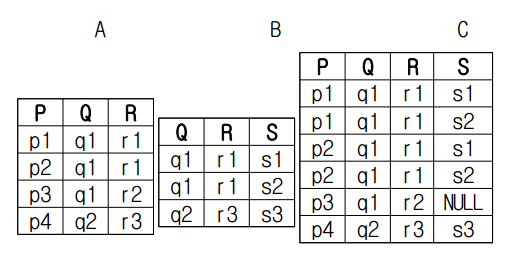 A B C
P Q R S
p1 q1 r1 s1
p1 q1 r1 s2
P Q R
p1 q1 r1
p2 q1 r1
p3 q1 r2
p4 q2 r3
Q R S
q1 r1 s1
q1 r1 s2
q2 r3 s3
p2 q1 r1 s1
p2 q1 r1 s2
p3 q1 r2 NULL
p4 q2 r3 s3